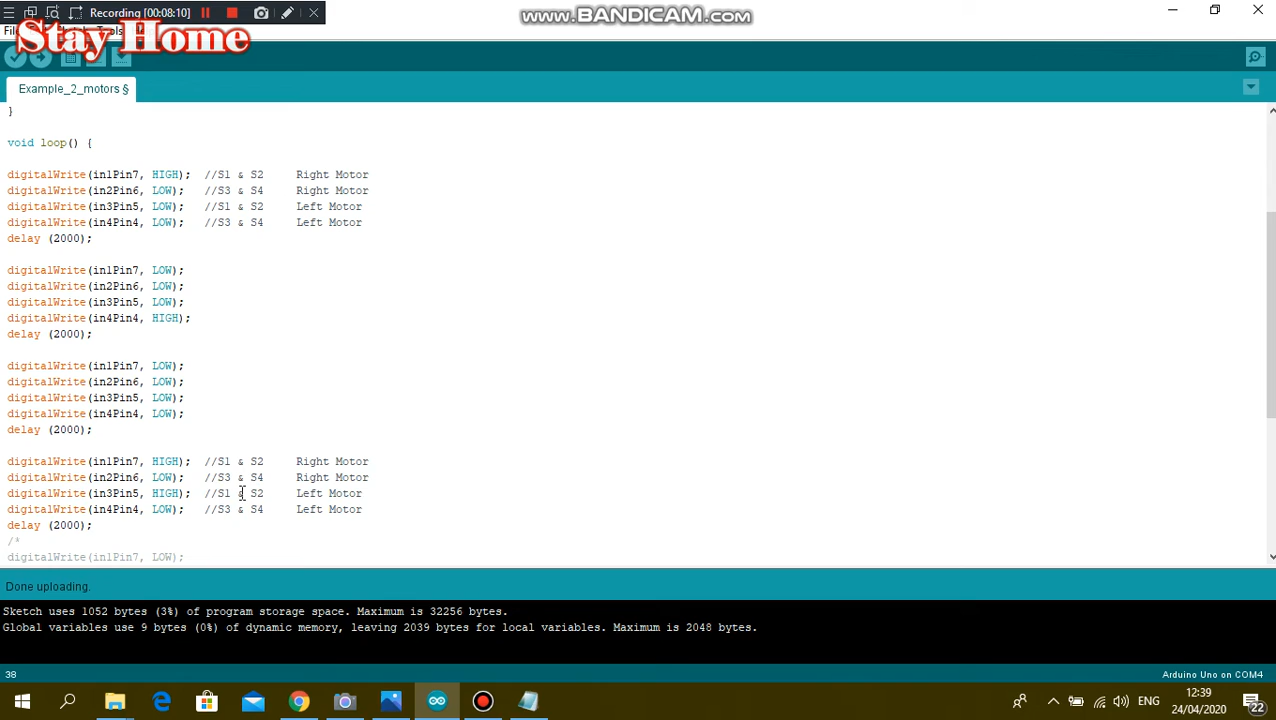 Recording [00:08:10]
www.BANDICAM.com
Stay Home
Example_2_motors §
}
void loop() {
digitalWrite(in1Pin7, HIGH); //S1 & S2 Right Motor
digitalWrite(in2Pin6, LOW); //S3 & S4 Right Motor
digitalWrite(in3Pin5, LOW); //S1 & S2 Left Motor
digitalWrite(in4Pin4, LOW); //S3 & S4 Left Motor
delay (2000);
digitalWrite(in1Pin7, LOW);
digitalWrite(in2Pin6, LOW);
digitalWrite(in3Pin5, LOW);
digitalWrite(in4Pin4, HIGH);
delay (2000);
digitalWrite(in1Pin7, LOW);
digitalWrite(in2Pin6, LOW);
digitalWrite(in3Pin5, LOW);
digitalWrite(in4Pin4, LOW);
delay (2000);
digitalWrite(in1Pin7, HIGH); //S1 & S2 Right Motor
digitalWrite(in2Pin6, LOW); //S3 & S4 Right Motor
digitalWrite(in3Pin5, HIGH); //S1 & S2 Left Motor
digitalWrite(in4Pin4, LOW); //S3 & S4 Left Motor
delay (2000);
/*
digitalWrite(in1Pin7, LOW);
Done uploading.
Sketch uses 1052 bytes (3%) of program storage space. Maximum is 32256 bytes.
Global variables use 9 bytes (0%) of dynamic memory, leaving 2039 bytes for local variables. Maximum is 2048 bytes.
38 Arduino Uno on COM4
ENG 12:39
24/04/2020 22